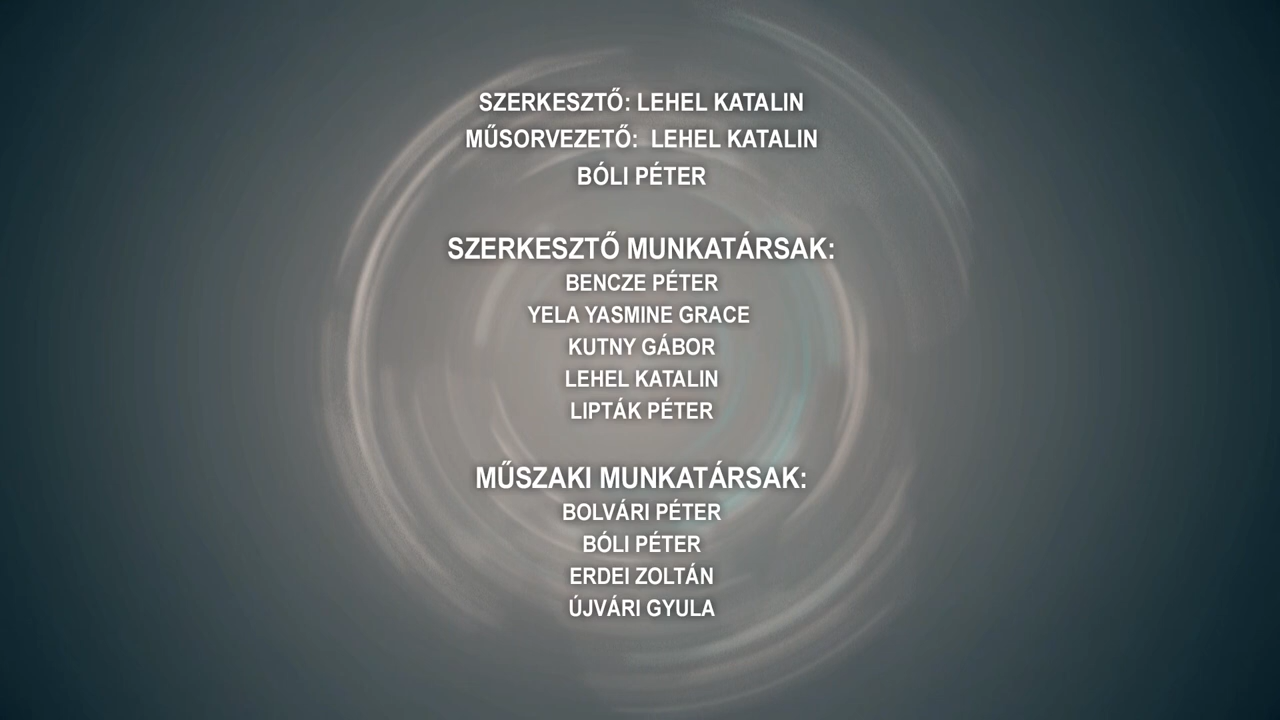 SZERKESZTŐ: LEHEL KATALIN
MŰSORVEZETŐ: LEHEL KATALIN
BÓLI PÉTER
SZERKESZTŐ MUNKATÁRSAK:
BENCZE PÉTER
YELA YASMINE GRACE
KUTNY GÁBOR
LEHEL KATALIN
LIPTÁK PÉTER
MŰSZAKI MUNKATÁRSAK:
BOLVÁRI PÉTER
BÓLI PÉTER
ERDEI ZOLTÁN
ÚJVÁRI GYULA